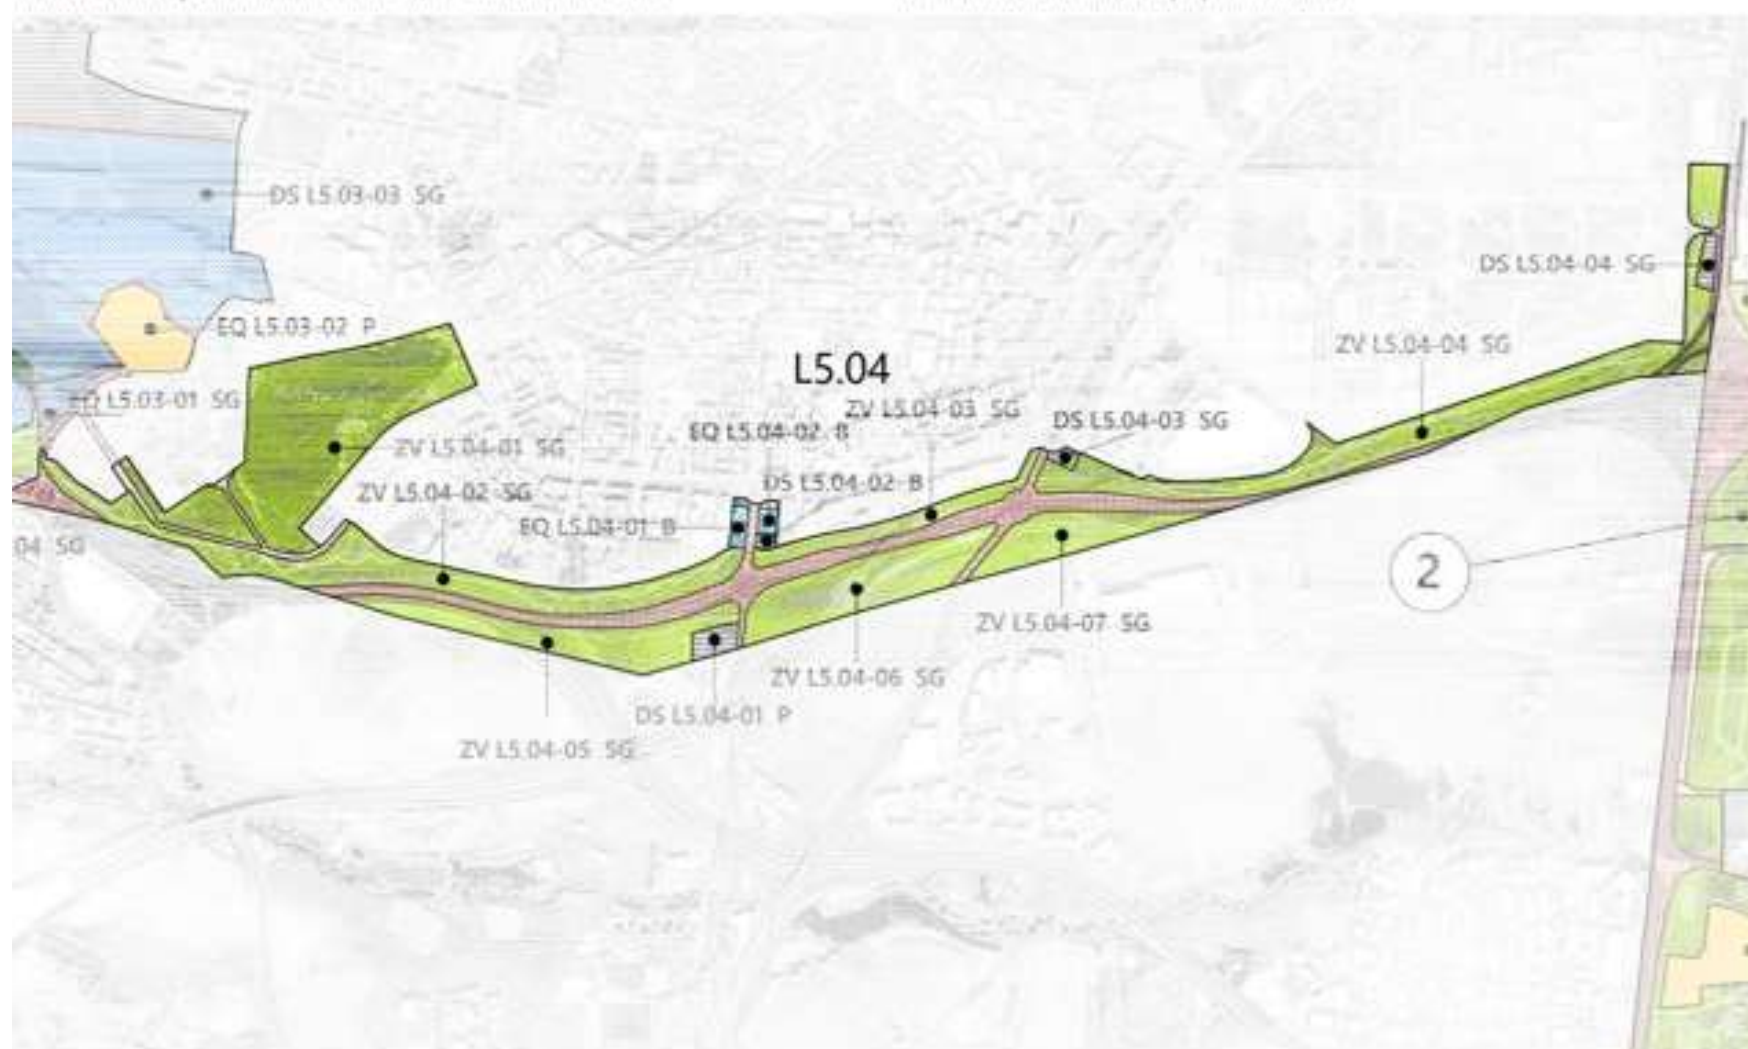 DS L5.03-03 SG
DS L5.04-04 SG
EQ L5.03-02 P
ZV L5.04-04 SG
L5.04
EQ L5.03-01 SG
ZV L5.04-03 SG
DS L5.04-03 SG
EQ L5.04-02 B
ZV L5.04-01 SG
DS L5.04-02 B
ZV L5.04-02 SG
EQ L5.04-01 B
04 SG
2
ZV L5.04-07 SG
ZV L5.04-06 SG
DS L5.04-01 P
ZV L5.04-05 SG